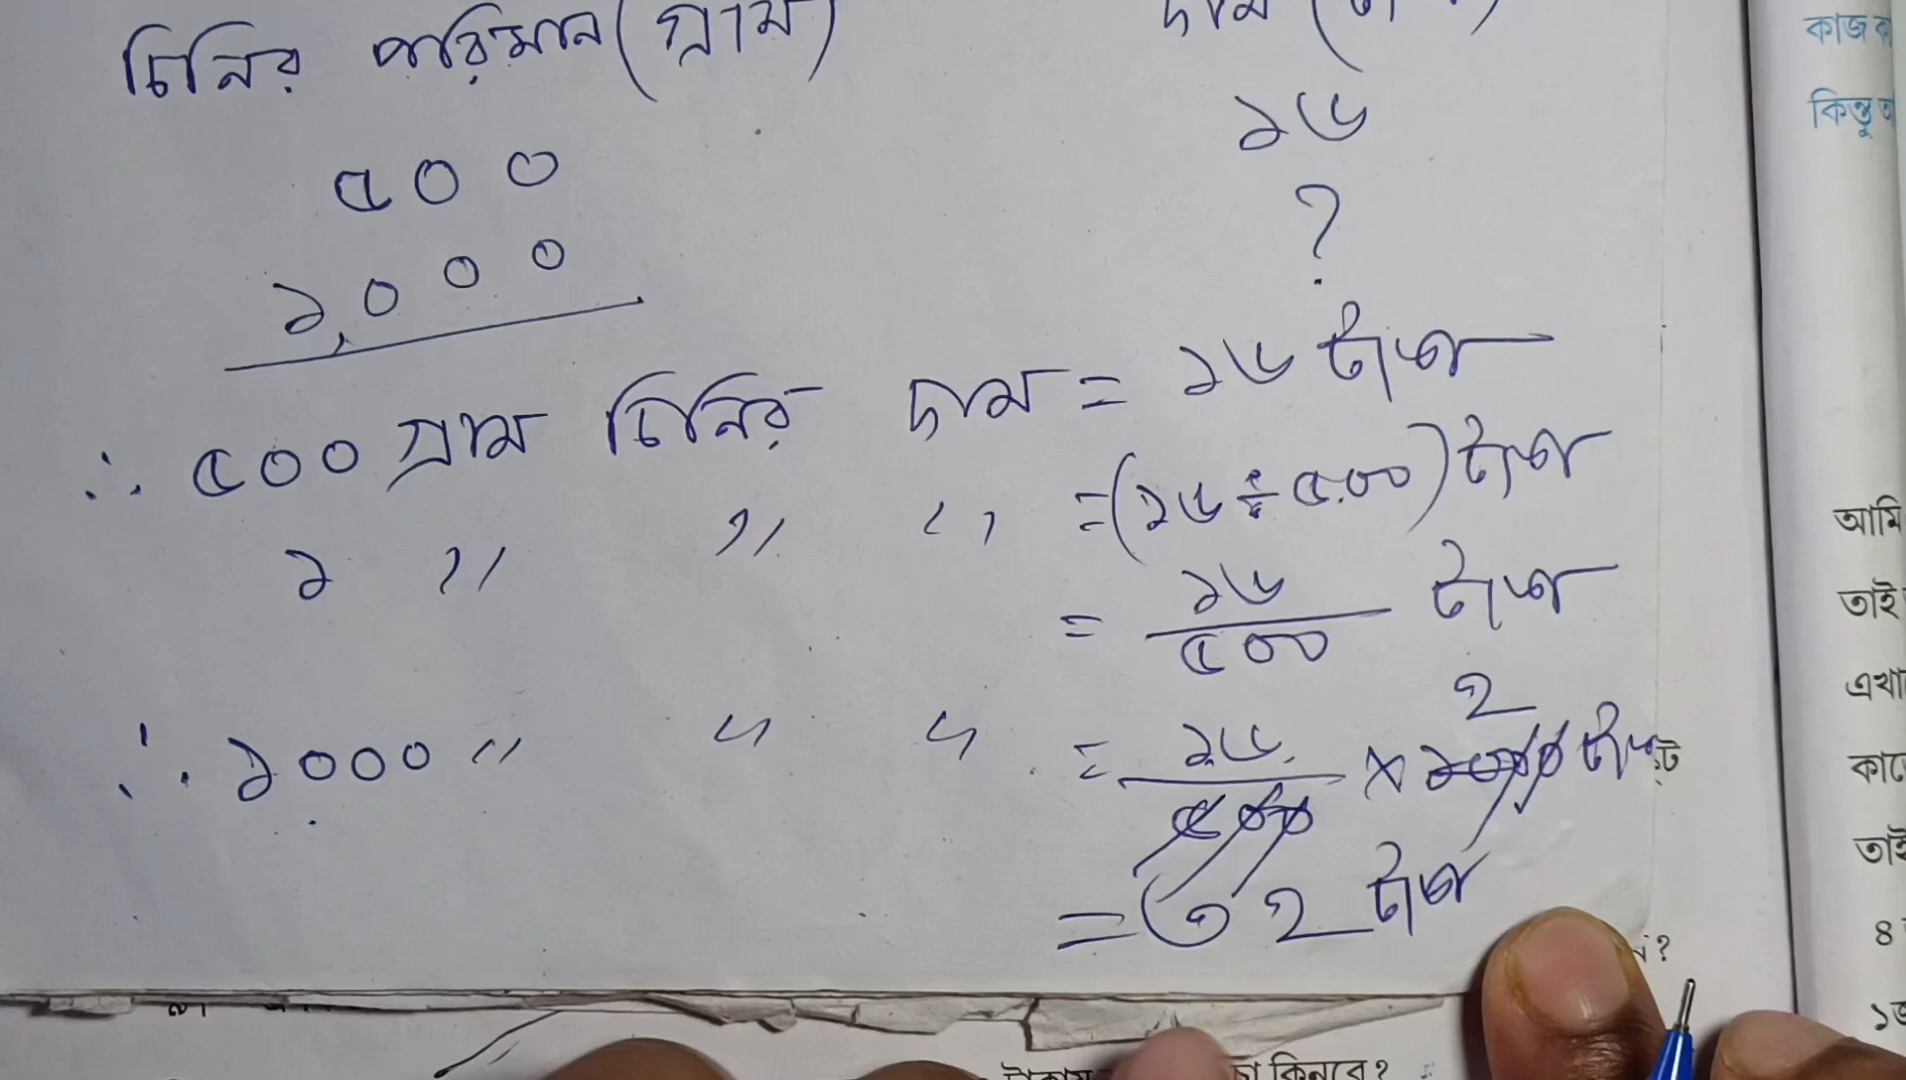 চিনির পরিমান (গ্রাম) দাম
৫০০ ১৬
১,০০০ ?
∴ ৫০০ গ্রাম চিনির দাম = ১৬ টাকা
১ " " " = (১৬ ÷ ৫০০) টাকা
= ১৬/৫০০ টাকা
২
∴ ১০০০ " " " = ১৬/৫০০ × ১০০০ টাকা
= ৩২ টাকা
কিনবে?
কাজ
কিন্তু
আমি
তাই
৪